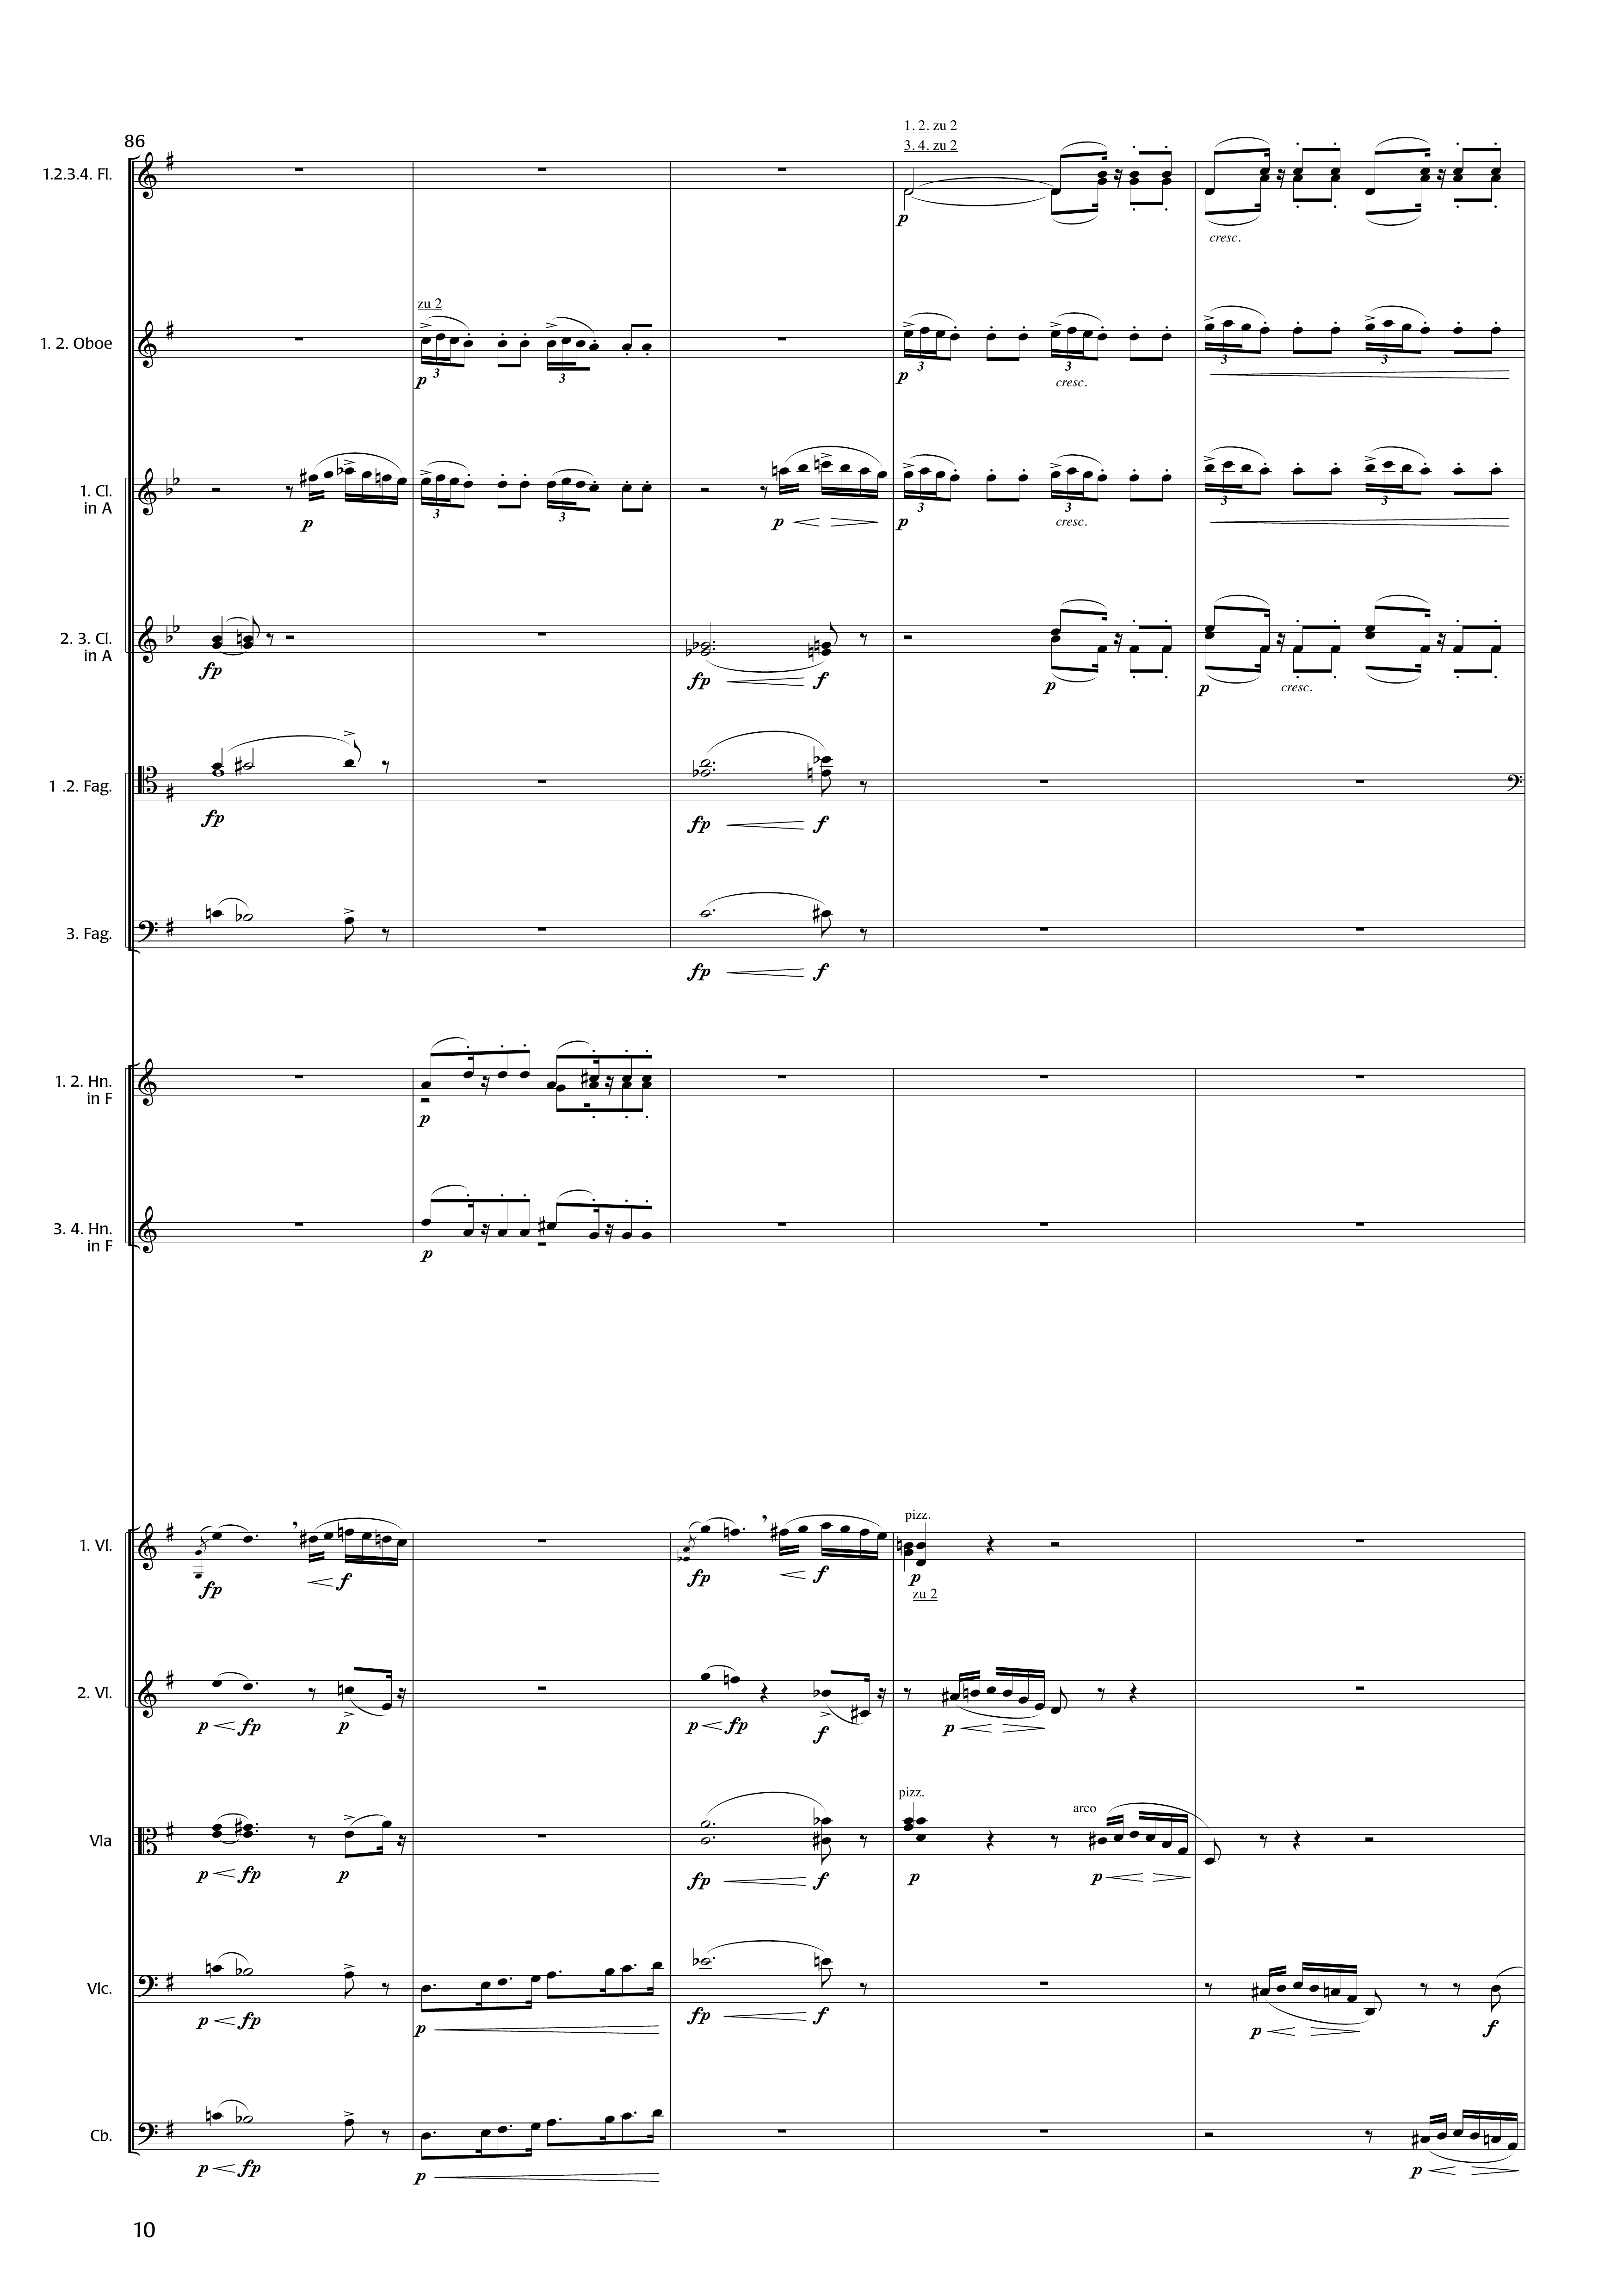 86
1. 2. zu 2
3. 4. zu 2
1.2.3.4. Fl.
p
cresc.
zu 2
1. 2. Oboe
3 3 3 3 3 3
p p cresc.
1. Cl.
in A
3 3 3 3 3 3
p p p cresc.
2. 3. Cl.
in A
fp fp f p p cresc.
1 .2. Fag.
fp fp f
3. Fag.
fp f
1. 2. Hn.
in F
p
3. 4. Hn.
in F
p
pizz.
1. Vl.
fp f fp f p
zu 2
2. Vl.
p fp p p fp f p
pizz.
arco
Vla
p fp p fp f p p
Vlc.
p fp p fp f p f
Cb.
p fp p p
10